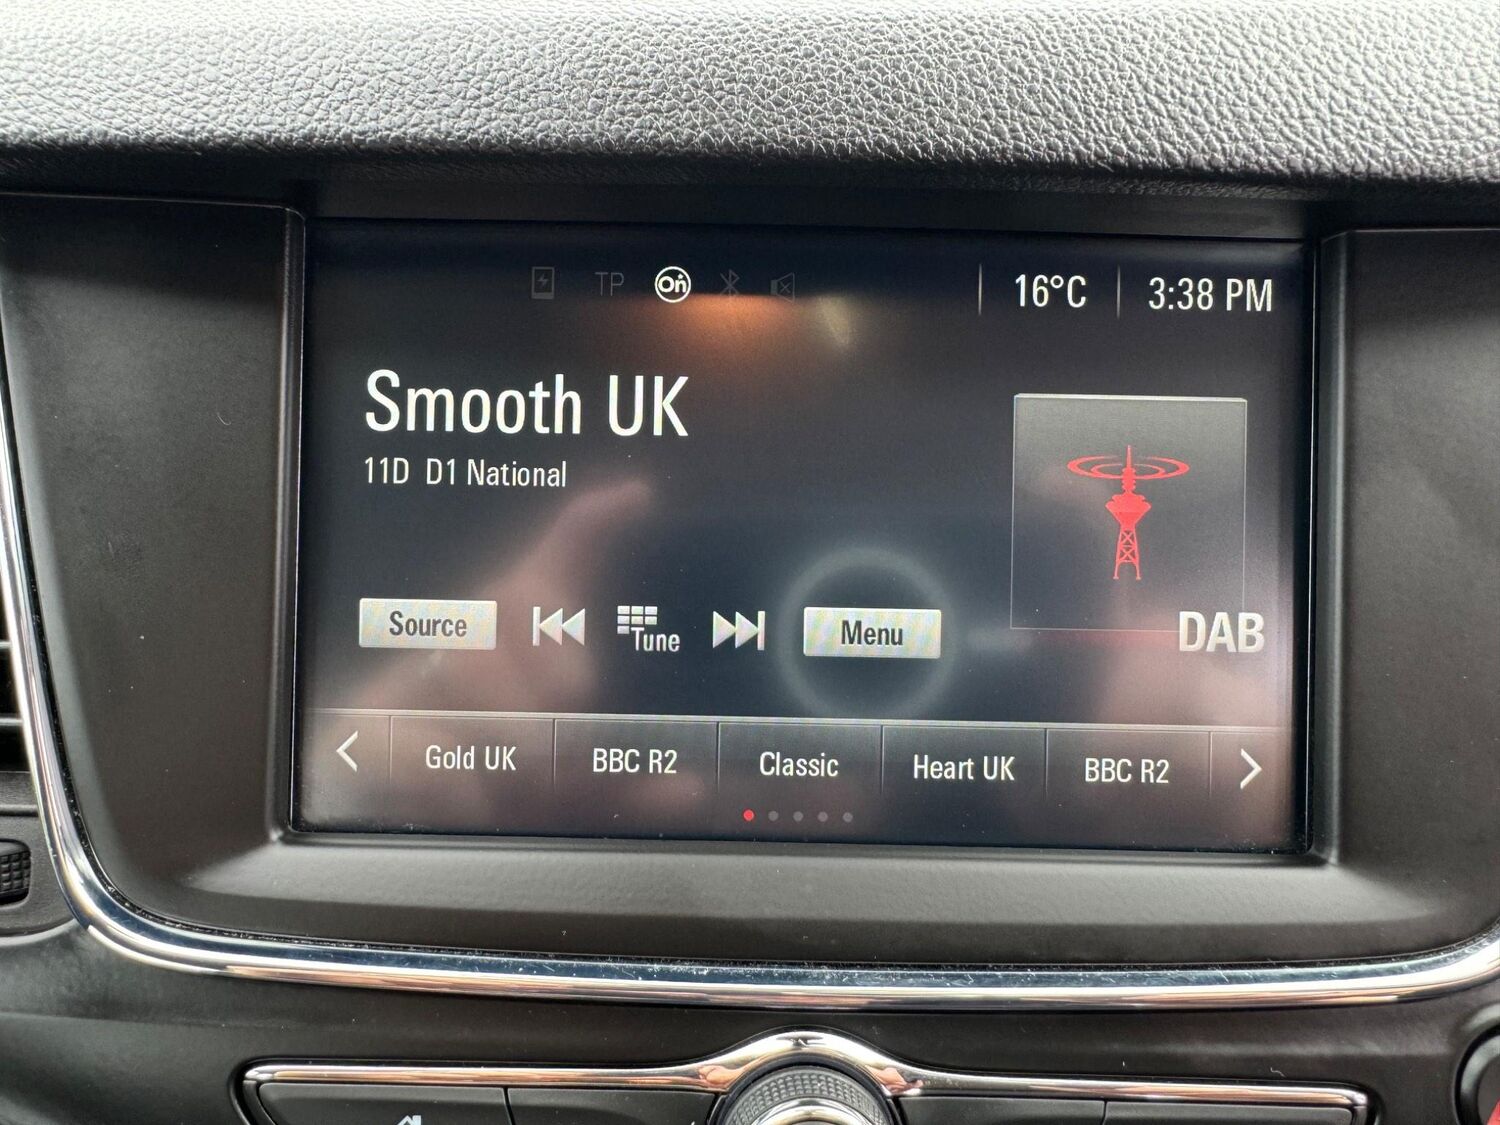 TP On 16°C 3:38 PM
Smooth UK
11D D1 National
Source Tune Menu
DAB
Gold UK BBC R2 Classic Heart UK BBC R2